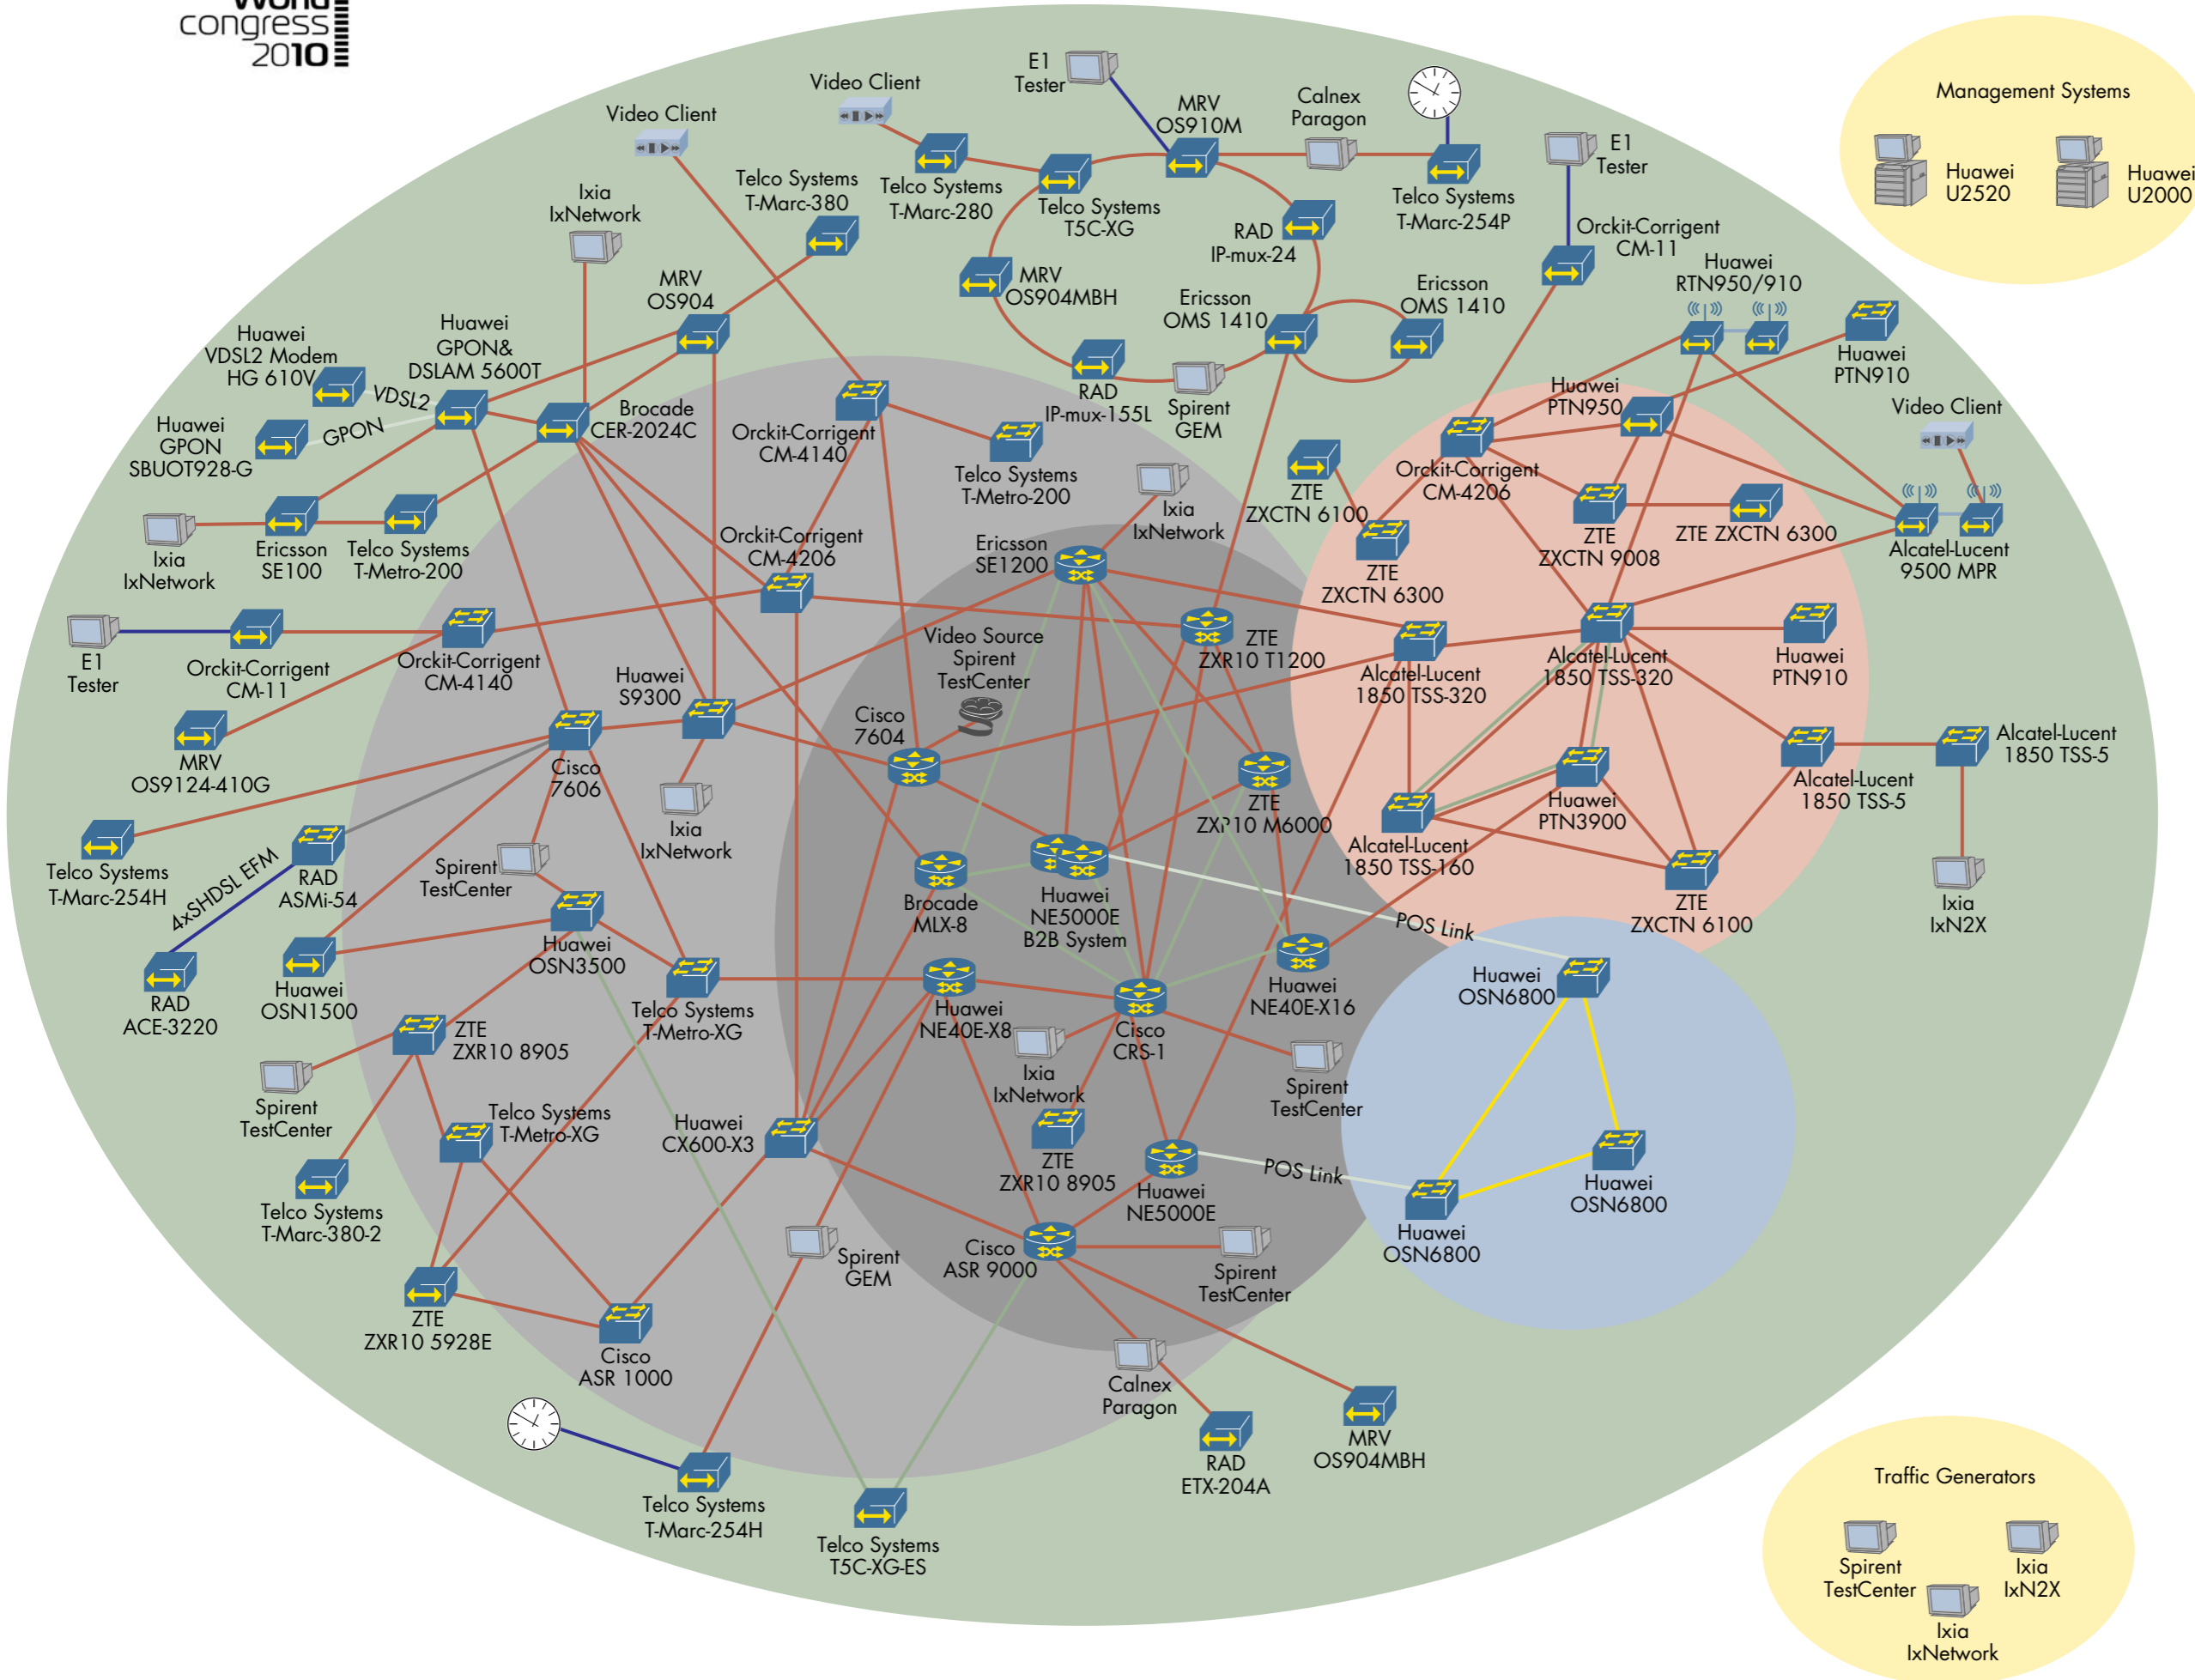 World
congress
2010
Management Systems
Huawei
U2520
Huawei
U2000
E1
Tester
Video Client
MRV
OS910M
Calnex
Paragon
Video Client
E1
Tester
Ixia
IxNetwork
Telco Systems
T-Marc-380
Telco Systems
T-Marc-280
Telco Systems
T5C-XG
Telco Systems
T-Marc-254P
RAD
IP-mux-24
Orckit-Corrigent
CM-11
Huawei
RTN950/910
MRV
OS904
MRV
OS904MBH
Ericsson
OMS 1410
Ericsson
OMS 1410
Huawei
VDSL2 Modem
HG 610V
Huawei
GPON&
DSLAM 5600T
Huawei
PTN910
VDSL2
Huawei
GPON
SBUOT928-G
GPON
Brocade
CER-2024C
Orckit-Corrigent
CM-4140
RAD
IP-mux-155L
Spirent
GEM
Huawei
PTN950
Video Client
Telco Systems
T-Metro-200
ZTE
ZXCTN 6100
Orckit-Corrigent
CM-4206
Ixia
IxNetwork
Ixia
IxNetwork
Ericsson
SE100
Telco Systems
T-Metro-200
Orckit-Corrigent
CM-4206
Ericsson
SE1200
ZTE
ZXCTN 6300
ZTE
ZXCTN 9008
ZTE ZXCTN 6300
Alcatel-Lucent
9500 MPR
E1
Tester
Orckit-Corrigent
CM-11
Orckit-Corrigent
CM-4140
Huawei
S9300
Video Source
Spirent
TestCenter
ZTE
ZXR10 T1200
Alcatel-Lucent
1850 TSS-320
Alcatel-Lucent
1850 TSS-320
Huawei
PTN910
MRV
OS9124-410G
Cisco
7606
Cisco
7604
Alcatel-Lucent
1850 TSS-5
Alcatel-Lucent
1850 TSS-5
Ixia
IxNetwork
ZTE
ZXR10 M6000
Huawei
PTN3900
Alcatel-Lucent
1850 TSS-160
Telco Systems
T-Marc-254H
4xSHDSL EFM
RAD
ASMi-54
Spirent
TestCenter
Brocade
MLX-8
Huawei
NE5000E
B2B System
POS Link
ZTE
ZXCTN 6100
Ixia
IxN2X
RAD
ACE-3220
Huawei
OSN1500
Huawei
OSN3500
Telco Systems
T-Metro-XG
Huawei
NE40E-X8
Cisco
CRS-1
Huawei
NE40E-X16
Huawei
OSN6800
ZTE
ZXR10 8905
Spirent
TestCenter
Ixia
IxNetwork
Spirent
TestCenter
Telco Systems
T-Metro-XG
Huawei
CX600-X3
ZTE
ZXR10 8905
Huawei
NE5000E
POS Link
Huawei
OSN6800
Huawei
OSN6800
Telco Systems
T-Marc-380-2
Spirent
GEM
Cisco
ASR 9000
Spirent
TestCenter
ZTE
ZXR10 5928E
Cisco
ASR 1000
Calnex
Paragon
RAD
ETX-204A
MRV
OS904MBH
Telco Systems
T-Marc-254H
Telco Systems
T5C-XG-ES
Traffic Generators
Spirent
TestCenter
Ixia
IxN2X
Ixia
IxNetwork